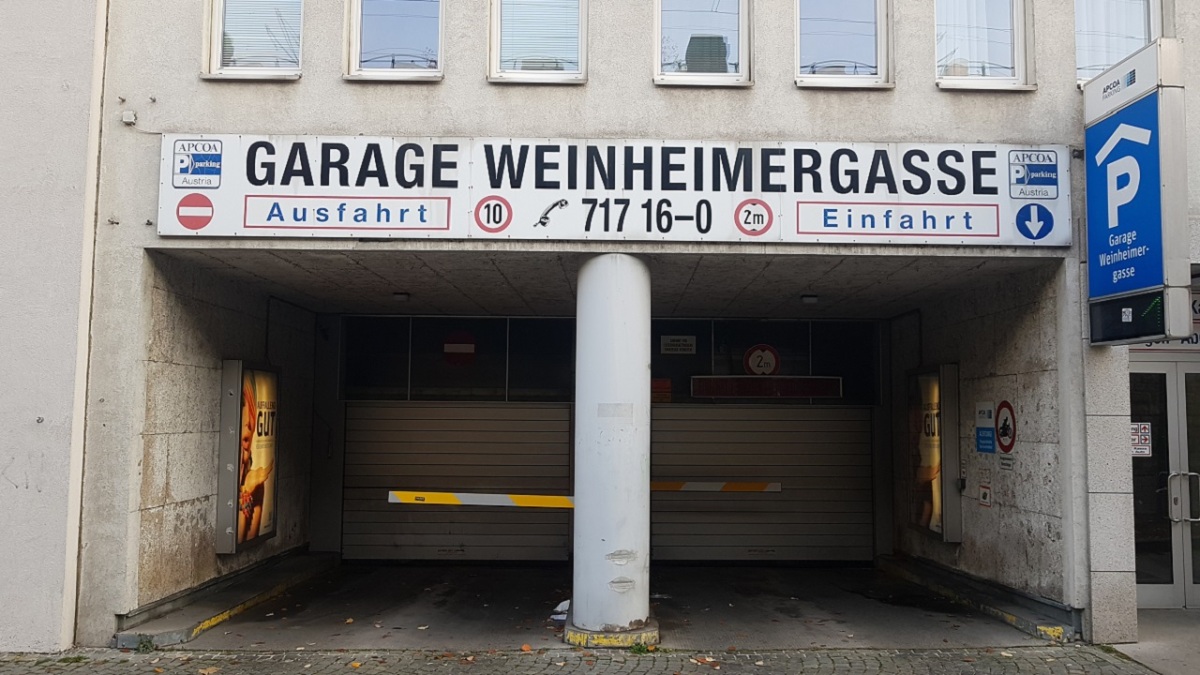 APCOA
P parking
Austria
GARAGE WEINHEIMERGASSE
APCOA
P parking
Austria
Ausfahrt
10
717 16-0
2m
Einfahrt
APCOA
PARKING
P
Garage
Weinheimer-
gasse
2m
GUT
GUT